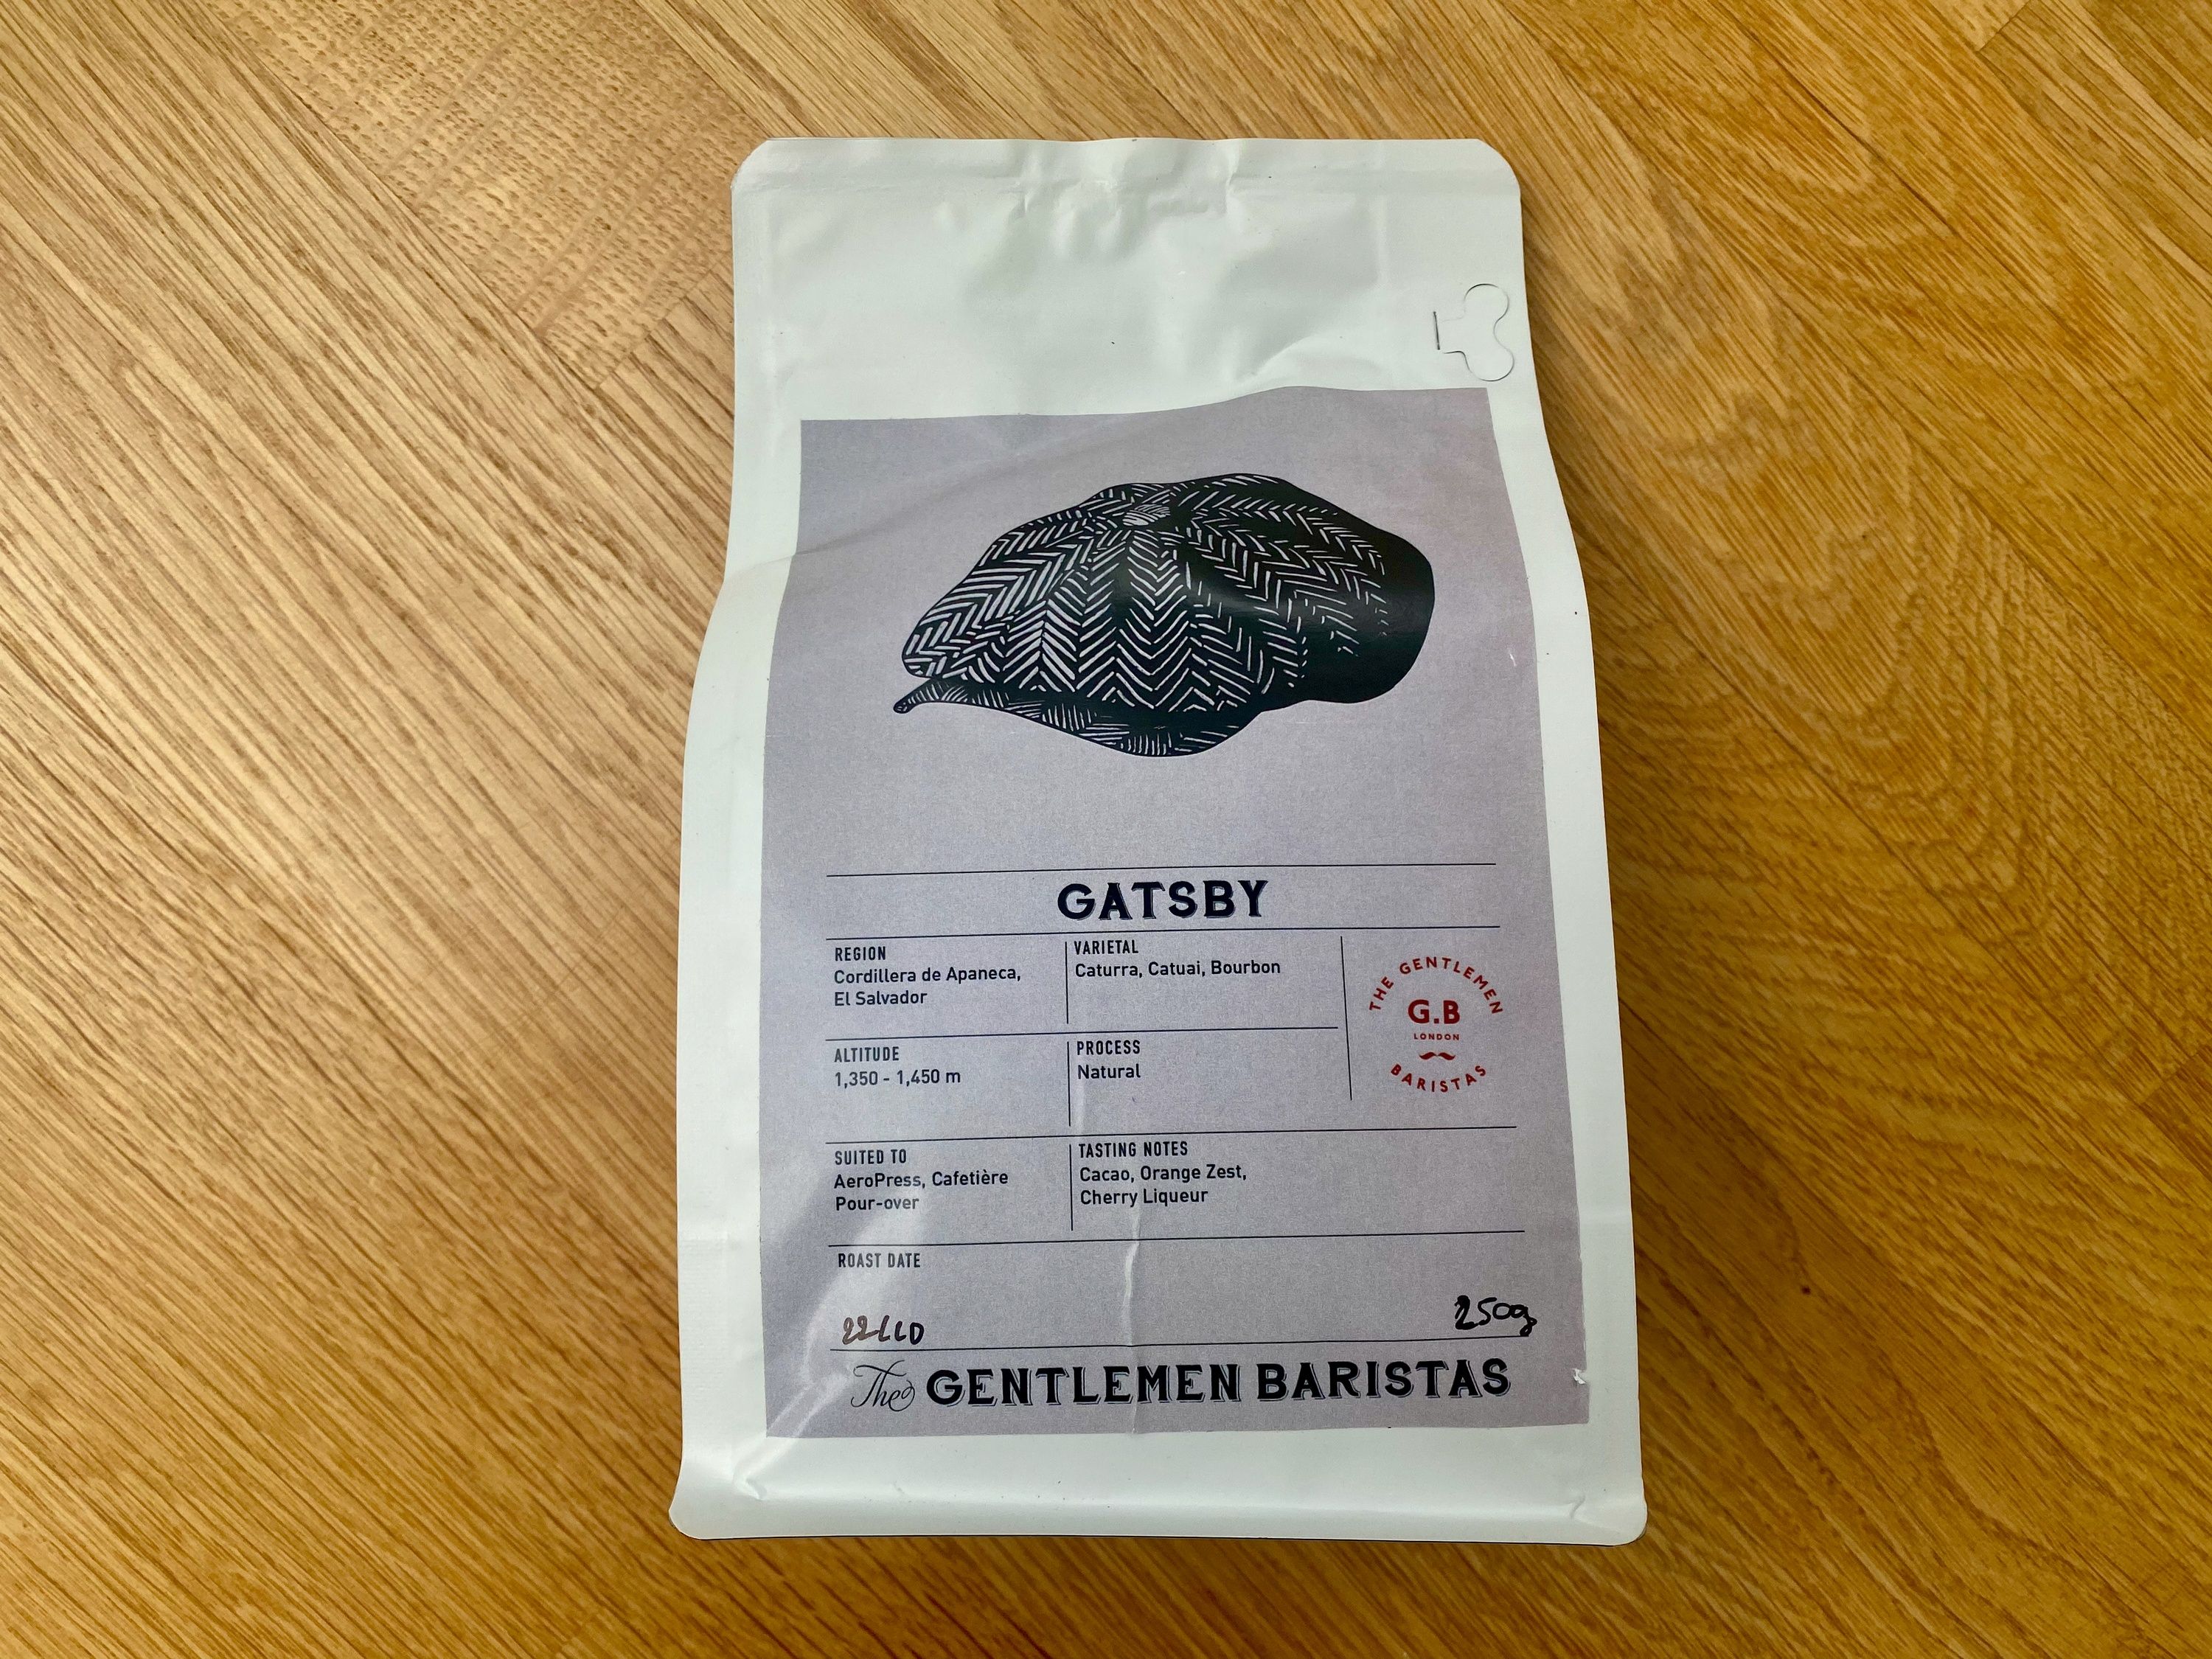 GATSBY
REGION
Cordillera de Apaneca,
El Salvador
VARIETAL
Caturra, Catuai, Bourbon
THE GENTLEMEN
G.B
LONDON
BARISTAS
ALTITUDE
1,350 - 1,450 m
PROCESS
Natural
SUITED TO
AeroPress, Cafetière
Pour-over
TASTING NOTES
Cacao, Orange Zest,
Cherry Liqueur
ROAST DATE
250g
The GENTLEMEN BARISTAS